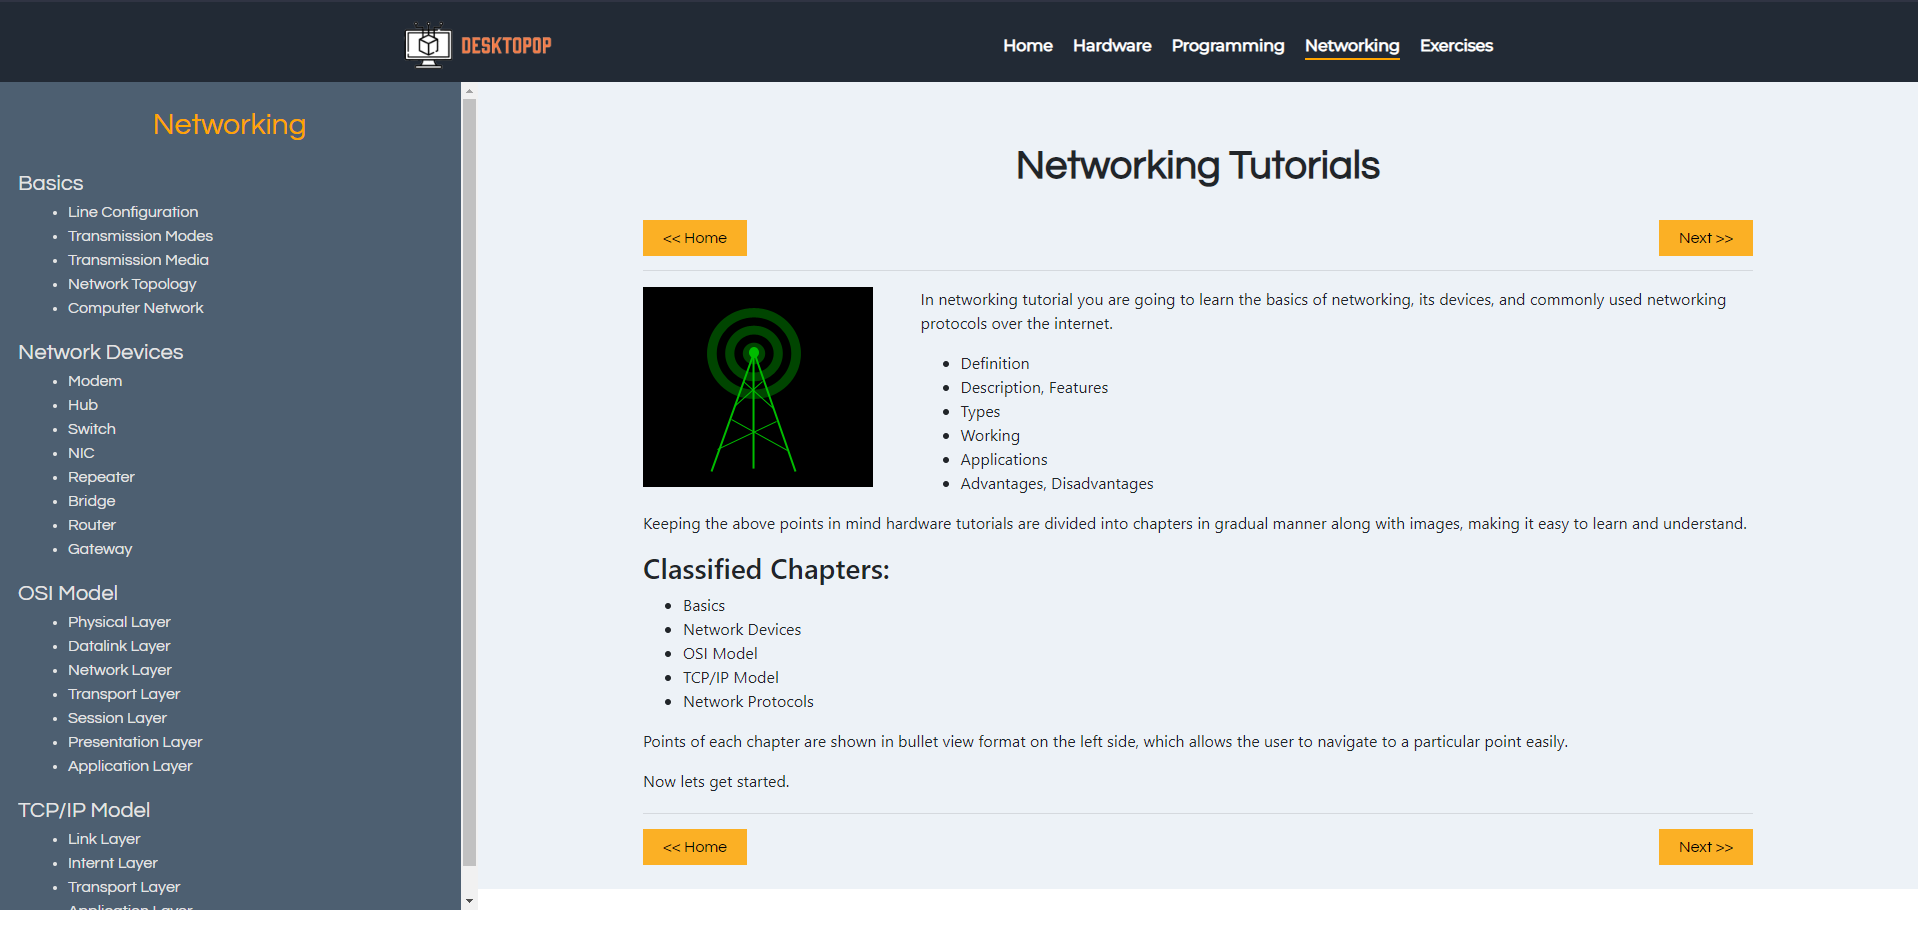 DESKTOPOP
Home Hardware Programming Networking Exercises
Networking
Basics
Line Configuration
Transmission Modes
Transmission Media
Network Topology
Computer Network
Network Devices
Modem
Hub
Switch
NIC
Repeater
Bridge
Router
Gateway
OSI Model
Physical Layer
Datalink Layer
Network Layer
Transport Layer
Session Layer
Presentation Layer
Application Layer
TCP/IP Model
Link Layer
Internt Layer
Transport Layer
Application Layer
Networking Tutorials
<< Home Next >>
In networking tutorial you are going to learn the basics of networking, its devices, and commonly used networking
protocols over the internet.
Definition
Description, Features
Types
Working
Applications
Advantages, Disadvantages
Keeping the above points in mind hardware tutorials are divided into chapters in gradual manner along with images, making it easy to learn and understand.
Classified Chapters:
Basics
Network Devices
OSI Model
TCP/IP Model
Network Protocols
Points of each chapter are shown in bullet view format on the left side, which allows the user to navigate to a particular point easily.
Now lets get started.
<< Home Next >>